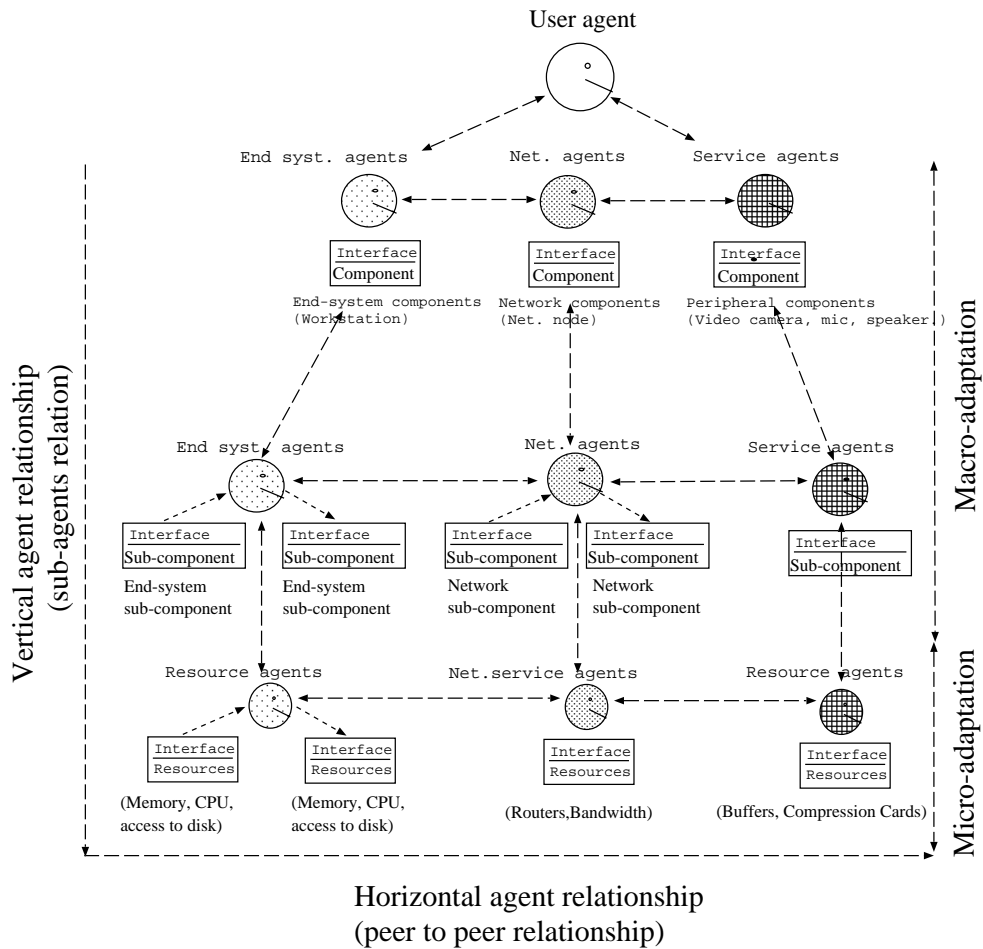 User agent
End syst. agents
Net. agents
Service agents
Interface
Component
Interface
Component
Interface
Component
End-system components
(Workstation)
Network components
(Net. node)
Peripheral components
(Video camera, mic, speaker.)
End syst. agents
Net. agents
Service agents
Interface
Sub-component
Interface
Sub-component
Interface
Sub-component
Interface
Sub-component
Interface
Sub-component
End-system
sub-component
End-system
sub-component
Network
sub-component
Network
sub-component
Resource agents
Net.service agents
Resource agents
Interface
Resources
Interface
Resources
Interface
Resources
Interface
Resources
(Memory, CPU,
access to disk)
(Memory, CPU,
access to disk)
(Routers,Bandwidth)
(Buffers, Compression Cards)
Vertical agent relationship
(sub-agents relation)
Macro-adaptation
Micro-adaptation
Horizontal agent relationship
(peer to peer relationship)